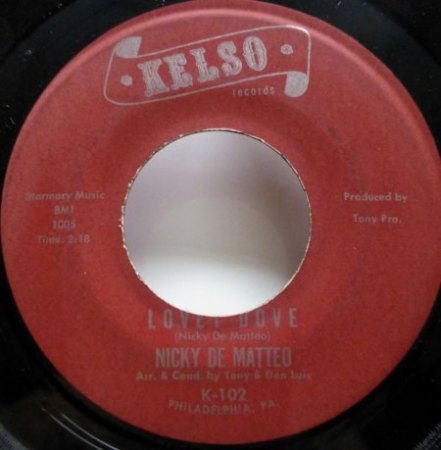 · KELSO ·
records
Starmary Music
BMI
1005
Time: 2:18
Produced by
Tony Pro.
LOVEY DOVE
(Nicky De Matteo)
NICKY DE MATTEO
Arr. & Cond. by Tony & Don Luis
K-102
PHILADELPHIA, PA.